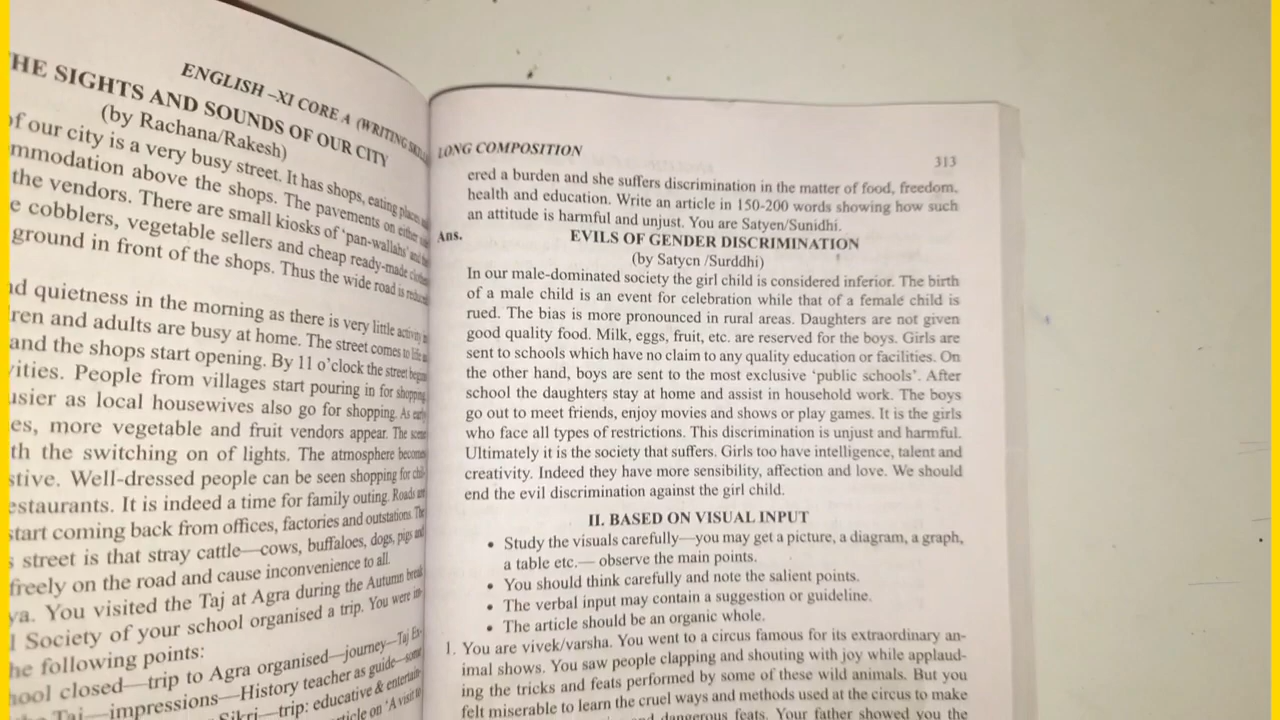 ENGLISH –XI CORE A (WRITING
HE SIGHTS AND SOUNDS OF OUR CITY
(by Rachana/Rakesh)
of our city is a very busy street. It has shops, eating places
mmodation above the shops. The pavements on either
the vendors. There are small kiosks of 'pan-wallahs'
e cobblers, vegetable sellers and cheap ready-made
ground in front of the shops. Thus the wide road is
nd quietness in the morning as there is very little activity
ren and adults are busy at home. The street comes to life
and the shops start opening. By 11 o'clock the street
ities. People from villages start pouring in for shopping.
usier as local housewives also go for shopping. As early
es, more vegetable and fruit vendors appear. The scene
th the switching on of lights. The atmosphere becomes
stive. Well-dressed people can be seen shopping for
estaurants. It is indeed a time for family outing. Roads are
start coming back from offices, factories and outstations. The
s street is that stray cattle—cows, buffaloes, dogs, pigs and
freely on the road and cause inconvenience to all.
ya. You visited the Taj at Agra during the Autumn break
l Society of your school organised a trip. You were
he following points:
hool closed—trip to Agra organised—journey—Taj
Taj—impressions—History teacher as guide—some
Sikri—trip: educative &
article on 'A visit to
LONG COMPOSITION
313
ered a burden and she suffers discrimination in the matter of food, freedom,
health and education. Write an article in 150-200 words showing how such
an attitude is harmful and unjust. You are Satyen/Sunidhi.
Ans.
EVILS OF GENDER DISCRIMINATION
(by Satycn /Surddhi)
In our male-dominated society the girl child is considered inferior. The birth
of a male child is an event for celebration while that of a female child is
rued. The bias is more pronounced in rural areas. Daughters are not given
good quality food. Milk, eggs, fruit, etc. are reserved for the boys. Girls are
sent to schools which have no claim to any quality education or facilities. On
the other hand, boys are sent to the most exclusive 'public schools'. After
school the daughters stay at home and assist in household work. The boys
go out to meet friends, enjoy movies and shows or play games. It is the girls
who face all types of restrictions. This discrimination is unjust and harmful.
Ultimately it is the society that suffers. Girls too have intelligence, talent and
creativity. Indeed they have more sensibility, affection and love. We should
end the evil discrimination against the girl child.
II. BASED ON VISUAL INPUT
• Study the visuals carefully—you may get a picture, a diagram, a graph,
a table etc.— observe the main points.
• You should think carefully and note the salient points.
• The verbal input may contain a suggestion or guideline.
• The article should be an organic whole.
1. You are vivek/varsha. You went to a circus famous for its extraordinary an-
imal shows. You saw people clapping and shouting with joy while applaud-
ing the tricks and feats performed by some of these wild animals. But you
felt miserable to learn the cruel ways and methods used at the circus to make
dangerous feats. Your father showed you the